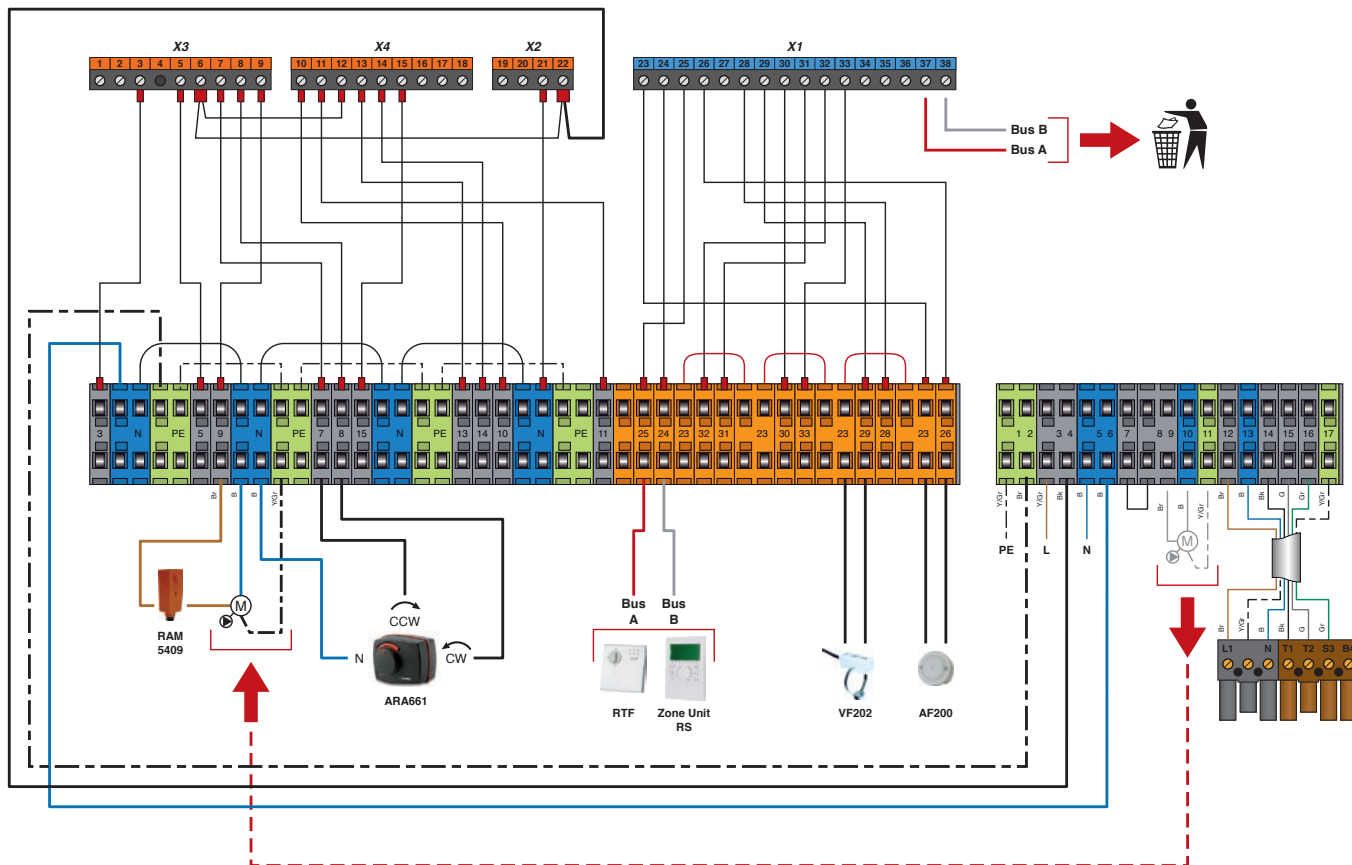 X3 X4 X2 X1
1 2 3 4 5 6 7 8 9 10 11 12 13 14 15 16 17 18 19 20 21 22 23 24 25 26 27 28 29 30 31 32 33 34 35 36 37 38
Bus B
Bus A
3 N PE 5 9 N PE 7 8 15 N PE 13 14 10 N PE 11 25 24 23 32 31 23 30 33 23 29 28 23 26 1 2 3 4 5 6 7 8 9 10 11 12 13 14 15 16 17
Br B B Y/Gr Y/Gr Br Y/Gr Bk B B Br B Y/Gr Br B Bk G Gr Y/Gr
PE L N
M
RAM
5409
M
CCW
N CW
ARA661
Bus
A
Bus
B
RTF
Zone Unit
RS
VF202
AF200
Br Y/Gr B Bk G Gr
L1 N T1 T2 S3 B4